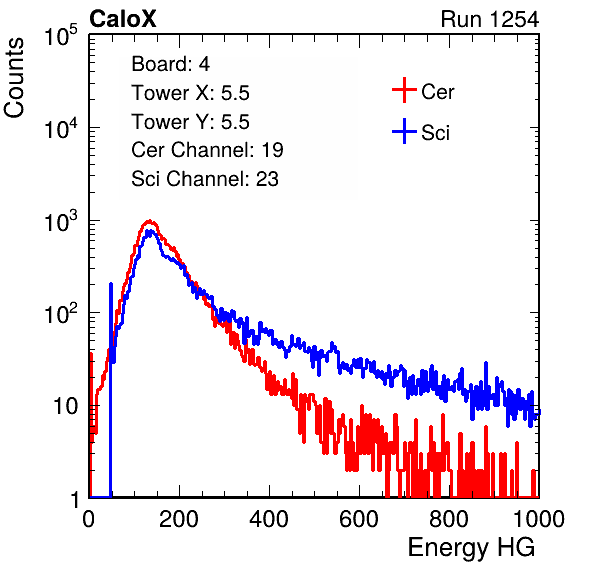 CaloX Run 1254
Counts
10^5
10^4
10^3
10^2
10
1
Board: 4
Tower X: 5.5
Tower Y: 5.5
Cer Channel: 19
Sci Channel: 23
Cer
Sci
0 200 400 600 800 1000
Energy HG